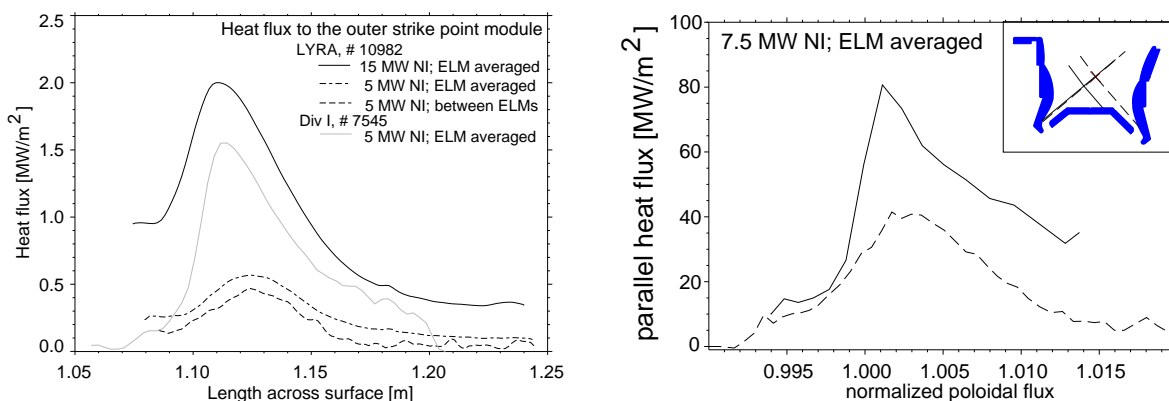 Heat flux to the outer strike point module
LYRA, # 10982
15 MW NI; ELM averaged
5 MW NI; ELM averaged
5 MW NI; between ELMs
Div I, # 7545
5 MW NI; ELM averaged
Heat flux [MW/m²]
2.5
2.0
1.5
1.0
0.5
0.0
1.05
1.10
1.15
1.20
1.25
Length across surface [m]
7.5 MW NI; ELM averaged
parallel heat flux [MW/m²]
100
80
60
40
20
0
0.995
1.000
1.005
1.010
1.015
normalized poloidal flux